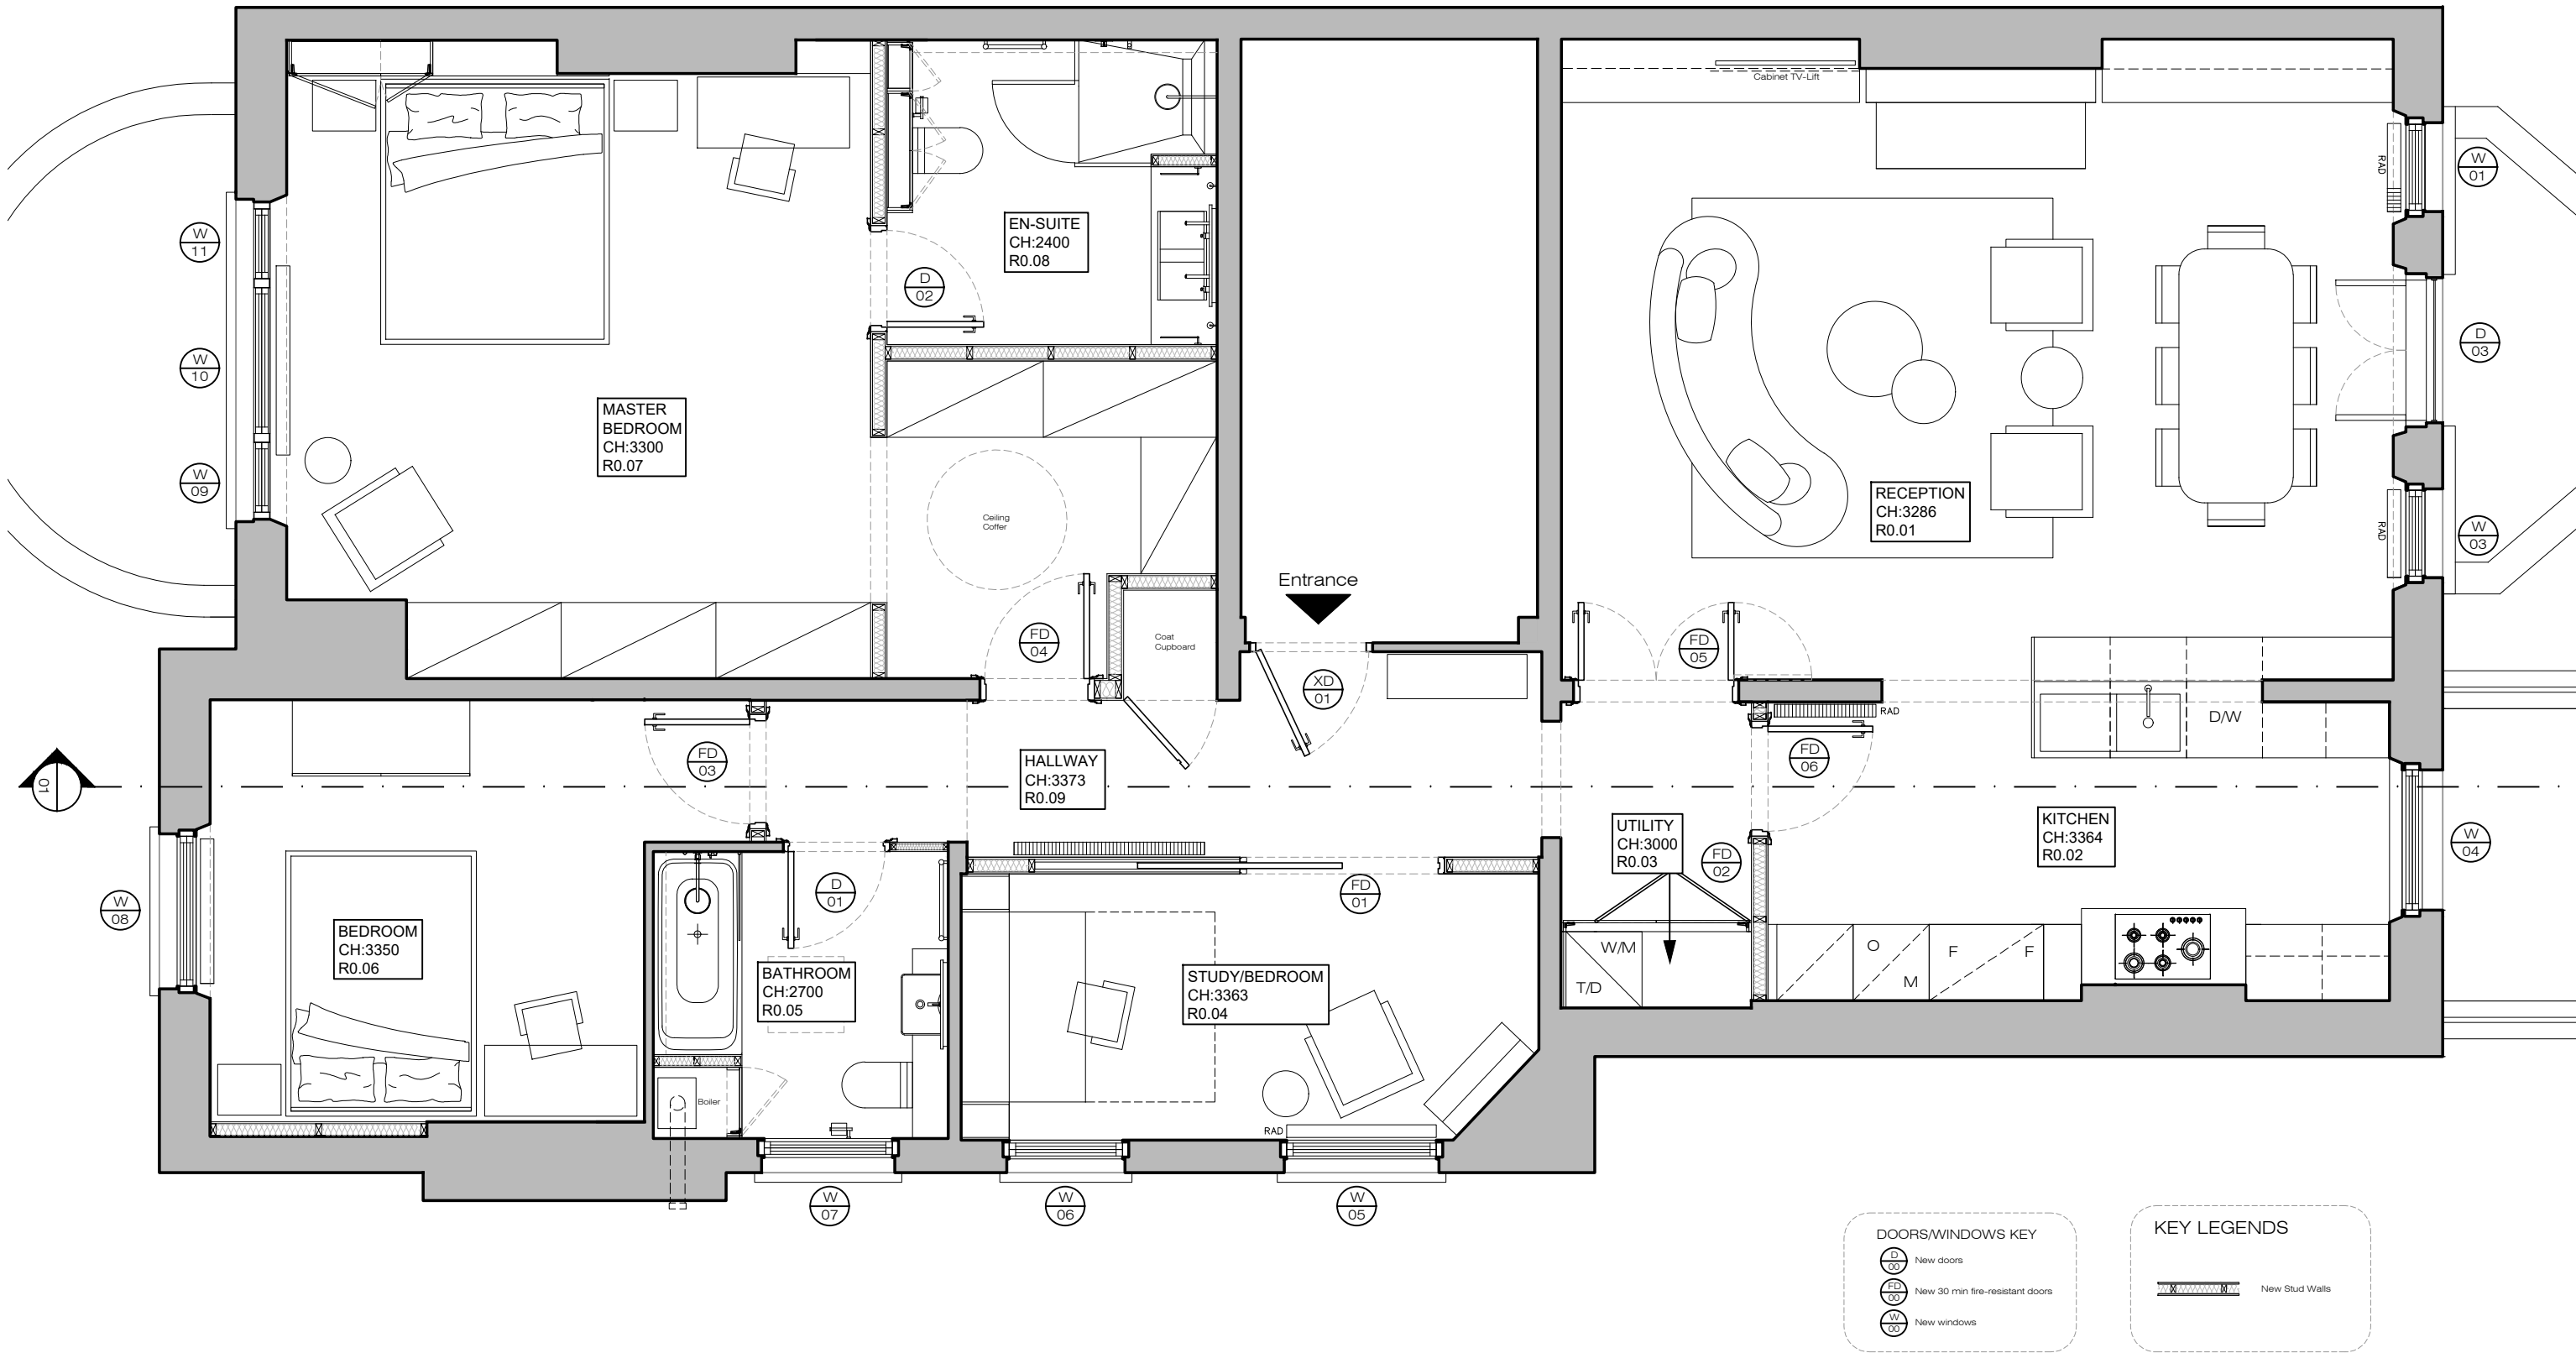 Cabinet TV-Lift
RAD
W
01
W
11
EN-SUITE
CH:2400
R0.08
D
02
W
10
D
03
MASTER
BEDROOM
CH:3300
R0.07
W
09
Ceiling
Coffer
RECEPTION
CH:3286
R0.01
RAD
W
03
Entrance
FD
04
Coat
Cupboard
XD
01
FD
05
RAD
D/W
FD
03
HALLWAY
CH:3373
R0.09
FD
06
01
UTILITY
CH:3000
R0.03
FD
02
KITCHEN
CH:3364
R0.02
W
04
W
08
D
01
FD
01
BEDROOM
CH:3350
R0.06
BATHROOM
CH:2700
R0.05
STUDY/BEDROOM
CH:3363
R0.04
W/M
T/D
O
M
F
F
Boiler
RAD
W
07
W
06
W
05
DOORS/WINDOWS KEY
D
00
New doors
FD
00
New 30 min fire-resistant doors
W
00
New windows
KEY LEGENDS
New Stud Walls